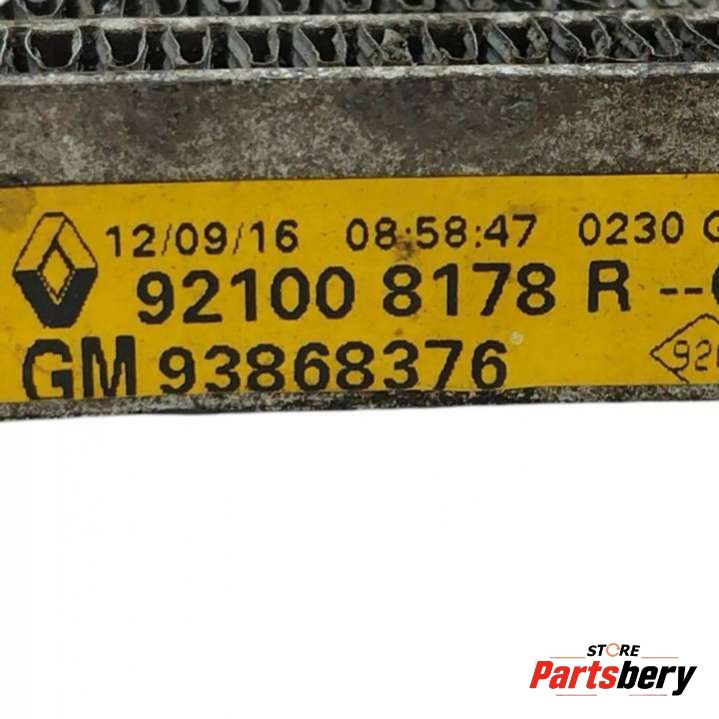 12/09/16 08:58:47 0230 G
92100 8178 R --
GM 93868376
STORE
Partsbery